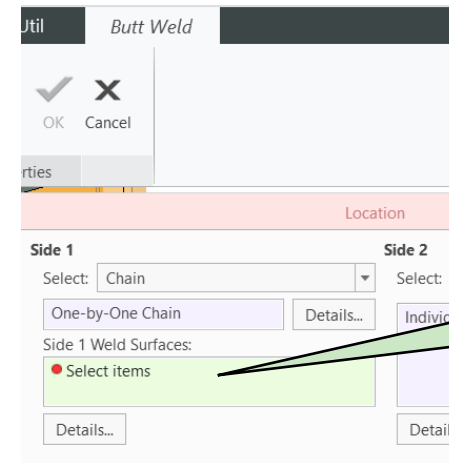 Util Butt Weld
OK Cancel
Location
Side 1 Side 2
Select: Chain Select:
One-by-One Chain Details...
Side 1 Weld Surfaces:
Select items
Details...